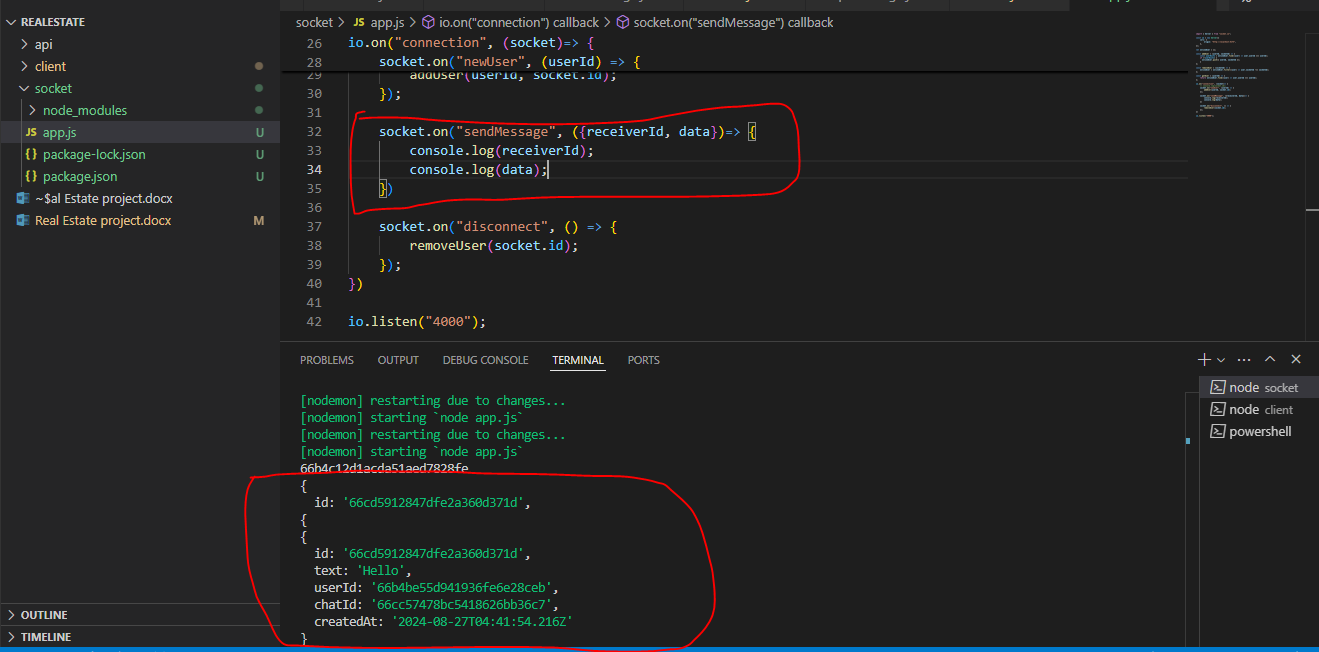 REALESTATE
api
client
socket
node_modules
JS app.js U
{} package-lock.json U
{} package.json U
~$al Estate project.docx
Real Estate project.docx M
OUTLINE
TIMELINE
socket > JS app.js > io.on("connection") callback > socket.on("sendMessage") callback
26 io.on("connection", (socket)=> {
28 socket.on("newUser", (userId) => {
29 addUser(userId, socket.id);
30 });
31
32 socket.on("sendMessage", ({receiverId, data})=> {
33 console.log(receiverId);
34 console.log(data);
35 })
36
37 socket.on("disconnect", () => {
38 removeUser(socket.id);
39 });
40 })
41
42 io.listen("4000");
PROBLEMS OUTPUT DEBUG CONSOLE TERMINAL PORTS
[nodemon] restarting due to changes...
[nodemon] starting `node app.js`
[nodemon] restarting due to changes...
[nodemon] starting `node app.js`
66b4c12d1acda51aed7828fe
{
id: '66cd5912847dfe2a360d371d',
{
{
id: '66cd5912847dfe2a360d371d',
text: 'Hello',
userId: '66b4be55d941936fe6e28ceb',
chatId: '66cc57478bc5418626bb36c7',
createdAt: '2024-08-27T04:41:54.216Z'
}
node socket
node client
powershell